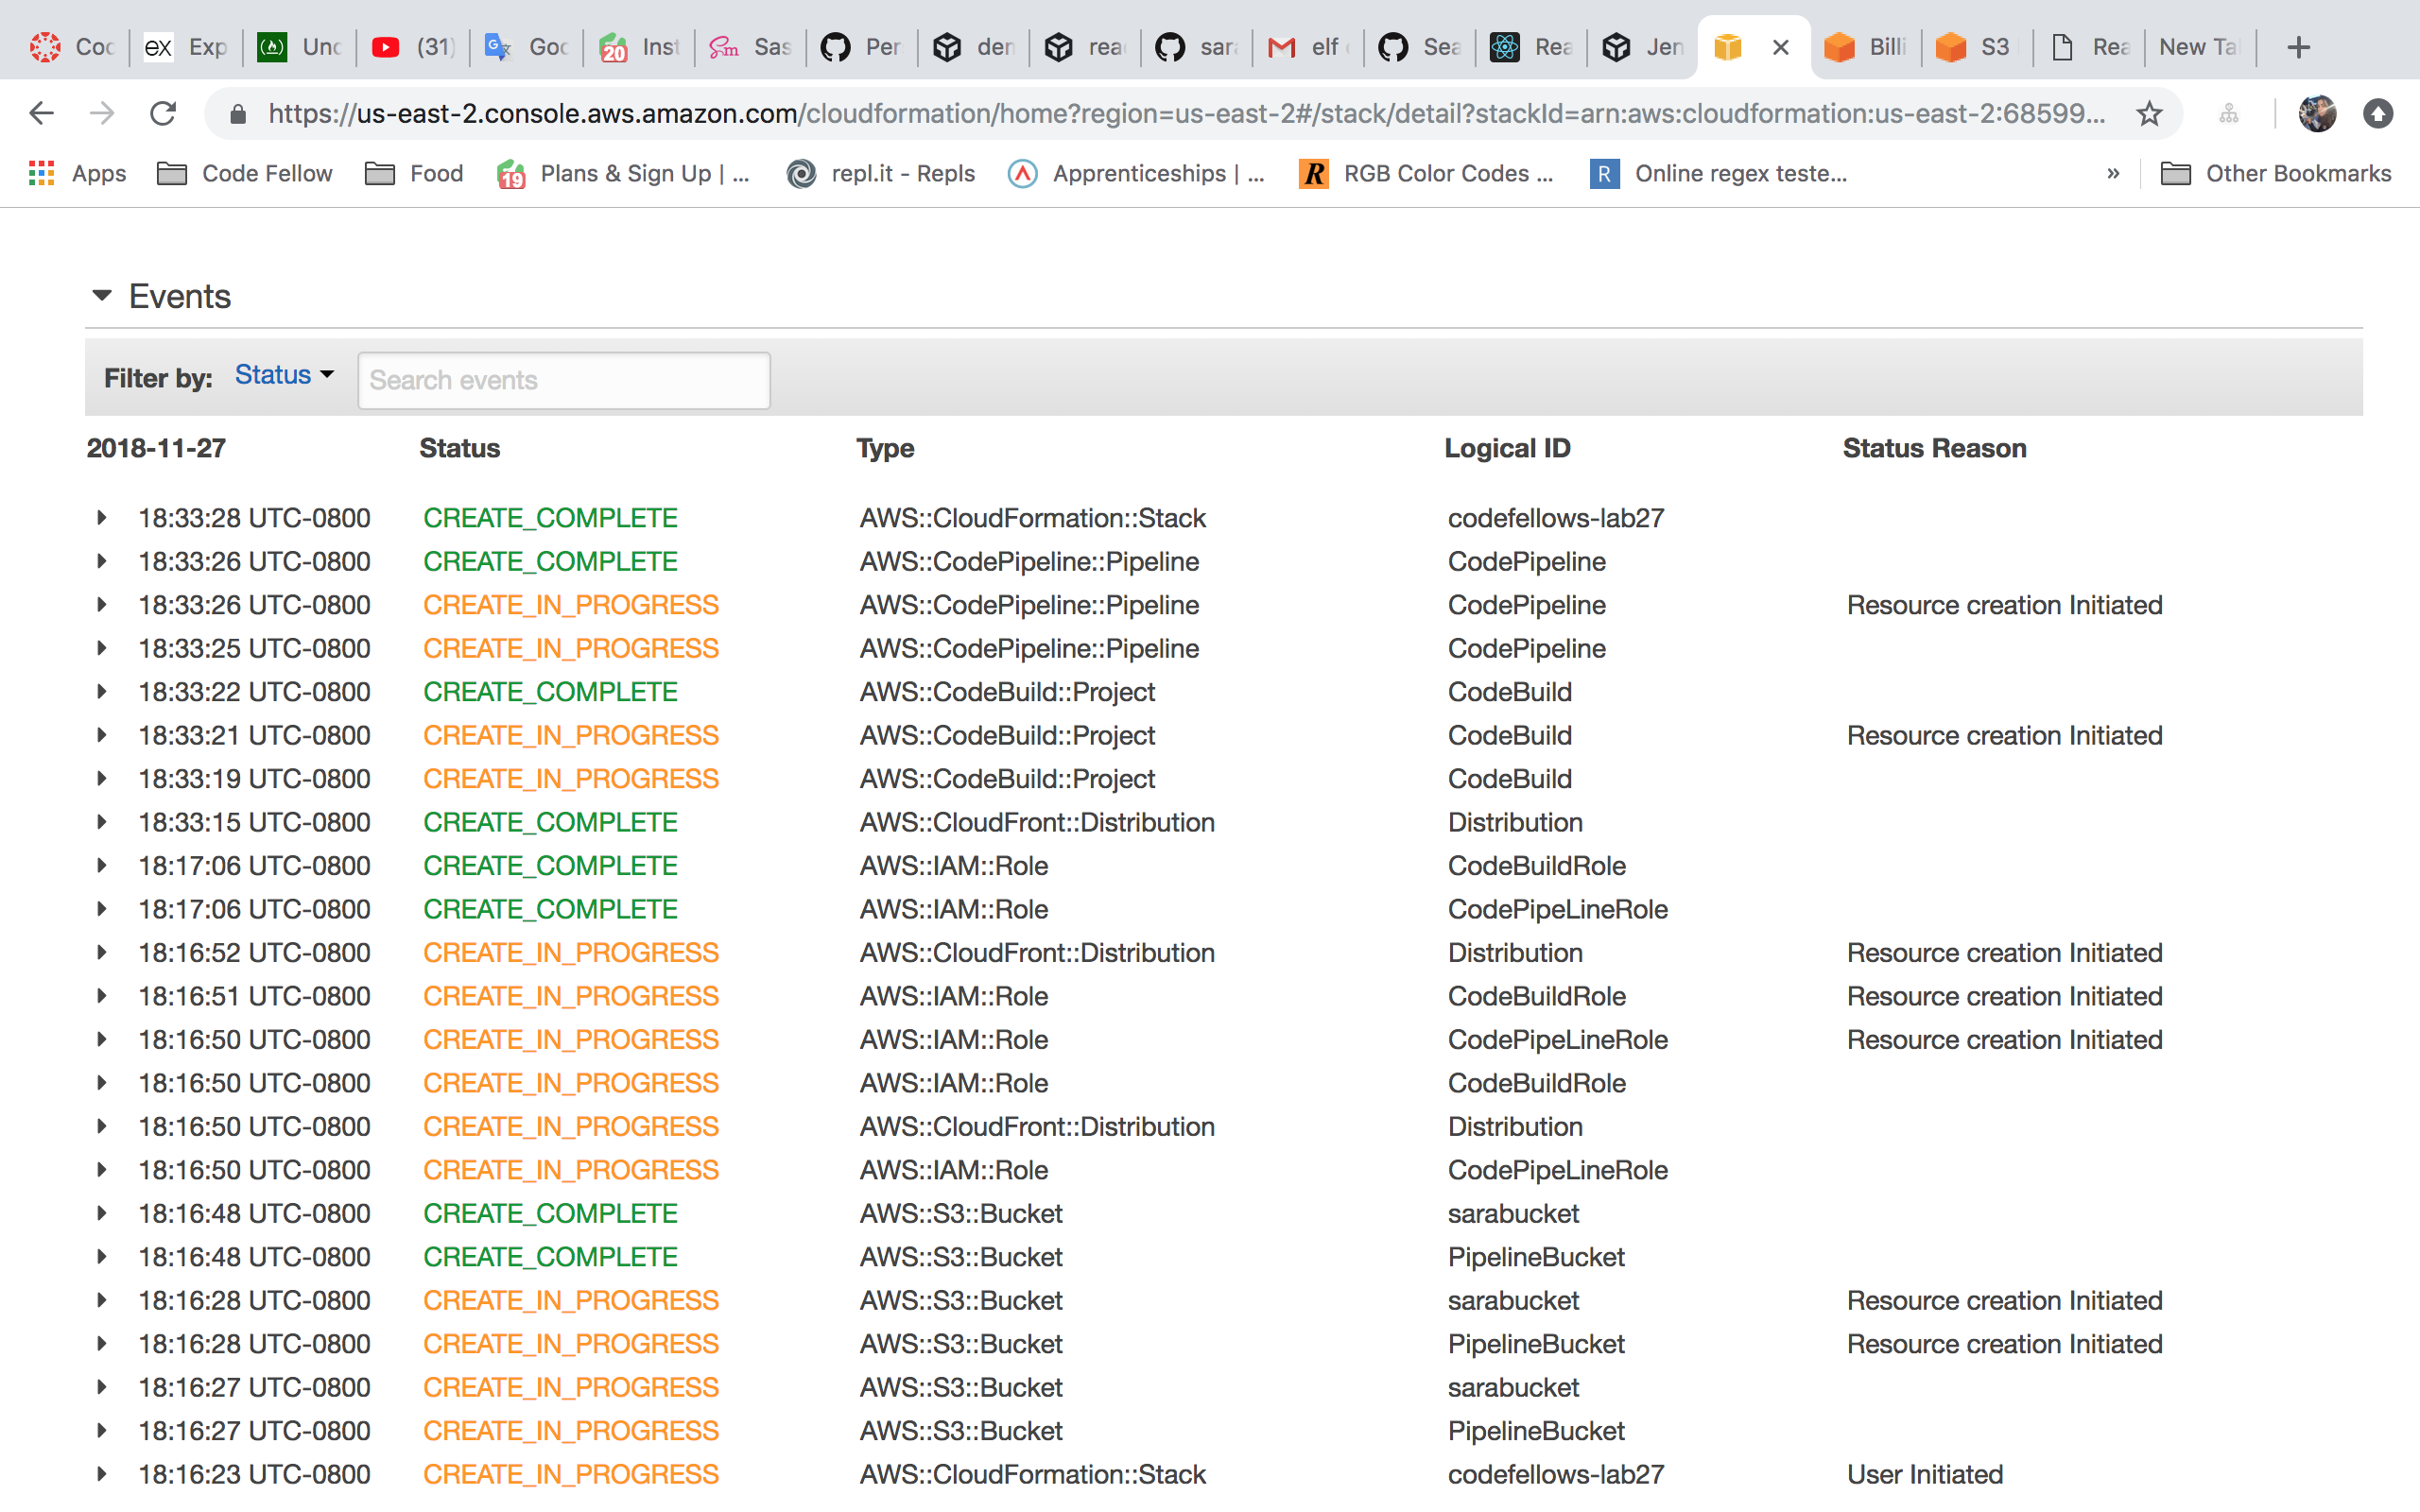 Coc Exp Unc (31) Goo Inst Sas Per den rea sara elf Sea Rea Jen Billi S3 Rea New Ta
https://us-east-2.console.aws.amazon.com/cloudformation/home?region=us-east-2#/stack/detail?stackId=arn:aws:cloudformation:us-east-2:68599...
Apps Code Fellow Food Plans & Sign Up | ... repl.it - Repls Apprenticeships | ... RGB Color Codes ... Online regex teste... » Other Bookmarks
Events
Filter by: Status Search events
2018-11-27 Status Type Logical ID Status Reason
18:33:28 UTC-0800 CREATE_COMPLETE AWS::CloudFormation::Stack codefellows-lab27
18:33:26 UTC-0800 CREATE_COMPLETE AWS::CodePipeline::Pipeline CodePipeline
18:33:26 UTC-0800 CREATE_IN_PROGRESS AWS::CodePipeline::Pipeline CodePipeline Resource creation Initiated
18:33:25 UTC-0800 CREATE_IN_PROGRESS AWS::CodePipeline::Pipeline CodePipeline
18:33:22 UTC-0800 CREATE_COMPLETE AWS::CodeBuild::Project CodeBuild
18:33:21 UTC-0800 CREATE_IN_PROGRESS AWS::CodeBuild::Project CodeBuild Resource creation Initiated
18:33:19 UTC-0800 CREATE_IN_PROGRESS AWS::CodeBuild::Project CodeBuild
18:33:15 UTC-0800 CREATE_COMPLETE AWS::CloudFront::Distribution Distribution
18:17:06 UTC-0800 CREATE_COMPLETE AWS::IAM::Role CodeBuildRole
18:17:06 UTC-0800 CREATE_COMPLETE AWS::IAM::Role CodePipeLineRole
18:16:52 UTC-0800 CREATE_IN_PROGRESS AWS::CloudFront::Distribution Distribution Resource creation Initiated
18:16:51 UTC-0800 CREATE_IN_PROGRESS AWS::IAM::Role CodeBuildRole Resource creation Initiated
18:16:50 UTC-0800 CREATE_IN_PROGRESS AWS::IAM::Role CodePipeLineRole Resource creation Initiated
18:16:50 UTC-0800 CREATE_IN_PROGRESS AWS::IAM::Role CodeBuildRole
18:16:50 UTC-0800 CREATE_IN_PROGRESS AWS::CloudFront::Distribution Distribution
18:16:50 UTC-0800 CREATE_IN_PROGRESS AWS::IAM::Role CodePipeLineRole
18:16:48 UTC-0800 CREATE_COMPLETE AWS::S3::Bucket sarabucket
18:16:48 UTC-0800 CREATE_COMPLETE AWS::S3::Bucket PipelineBucket
18:16:28 UTC-0800 CREATE_IN_PROGRESS AWS::S3::Bucket sarabucket Resource creation Initiated
18:16:28 UTC-0800 CREATE_IN_PROGRESS AWS::S3::Bucket PipelineBucket Resource creation Initiated
18:16:27 UTC-0800 CREATE_IN_PROGRESS AWS::S3::Bucket sarabucket
18:16:27 UTC-0800 CREATE_IN_PROGRESS AWS::S3::Bucket PipelineBucket
18:16:23 UTC-0800 CREATE_IN_PROGRESS AWS::CloudFormation::Stack codefellows-lab27 User Initiated